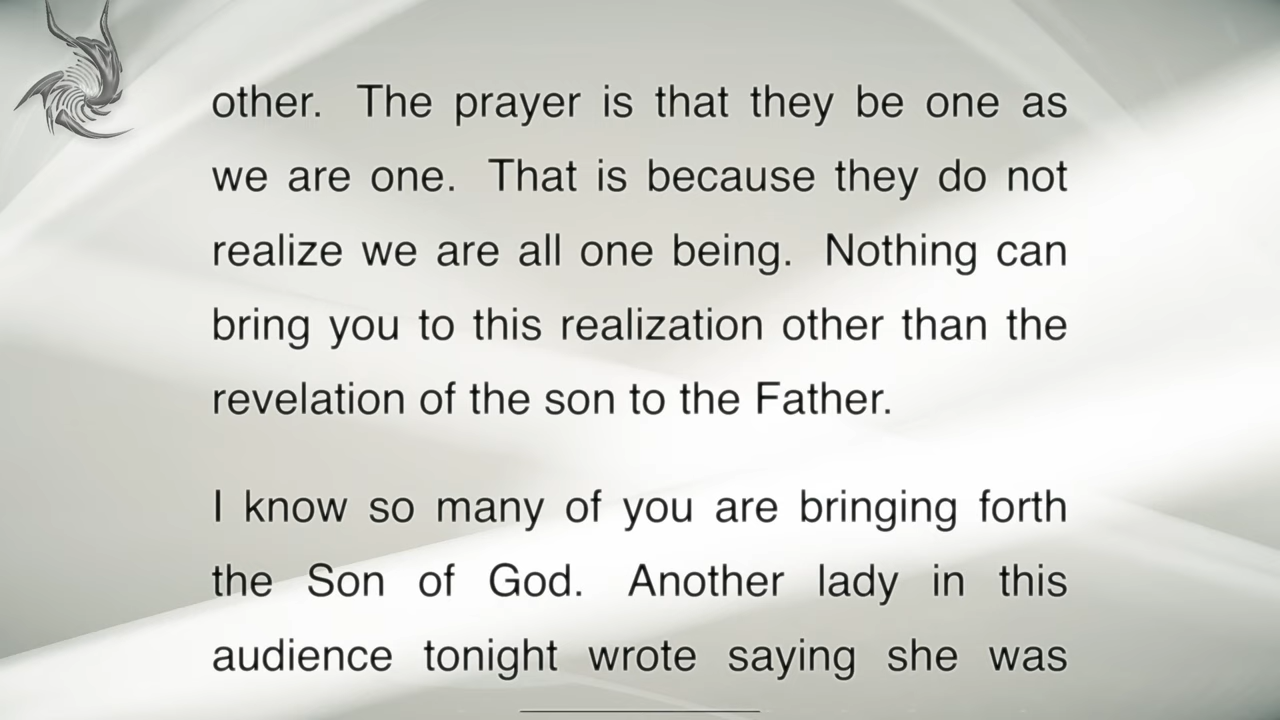 other. The prayer is that they be one as
we are one. That is because they do not
realize we are all one being. Nothing can
bring you to this realization other than the
revelation of the son to the Father.
I know so many of you are bringing forth
the Son of God. Another lady in this
audience tonight wrote saying she was